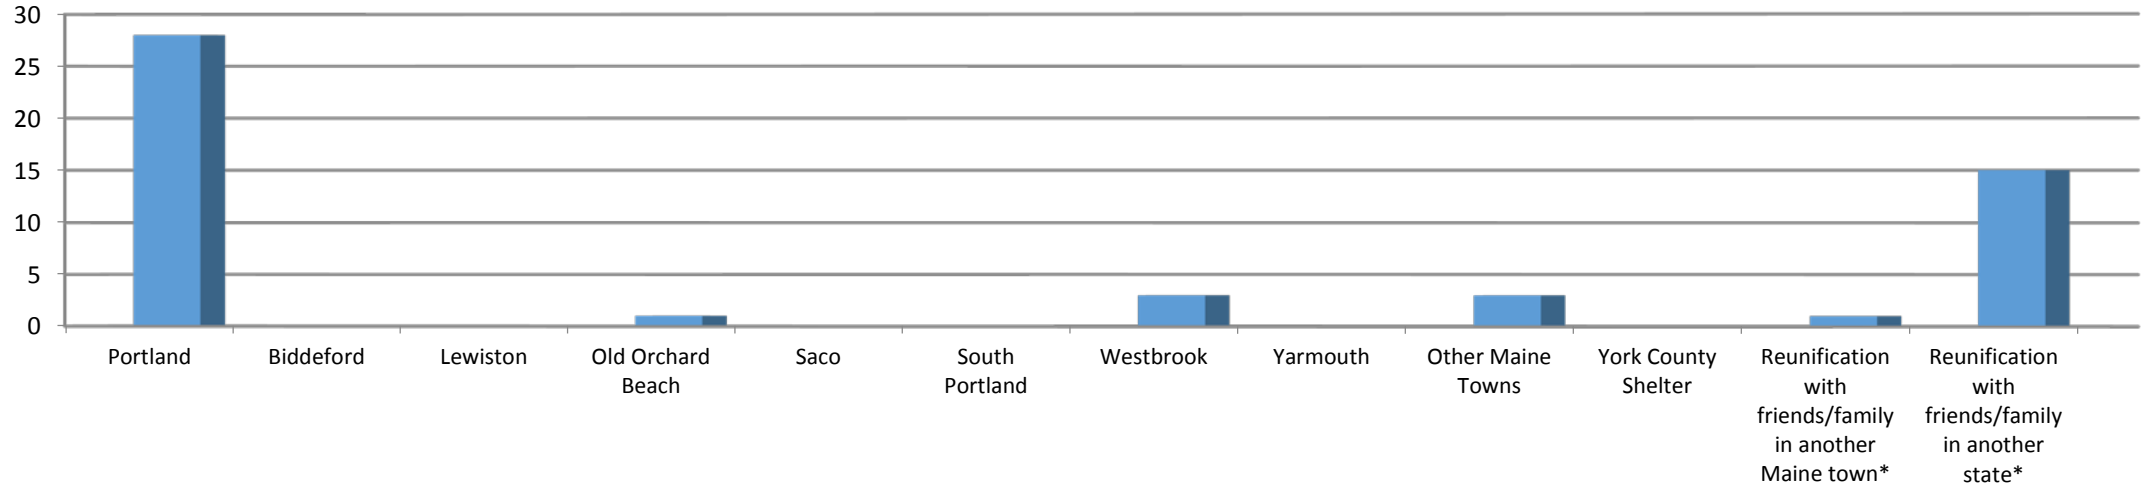 30
25
20
15
10
5
0
Portland
Biddeford
Lewiston
Old Orchard
Beach
Saco
South
Portland
Westbrook
Yarmouth
Other Maine
Towns
York County
Shelter
Reunification
with
friends/family
in another
Maine town*
Reunification
with
friends/family
in another
state*